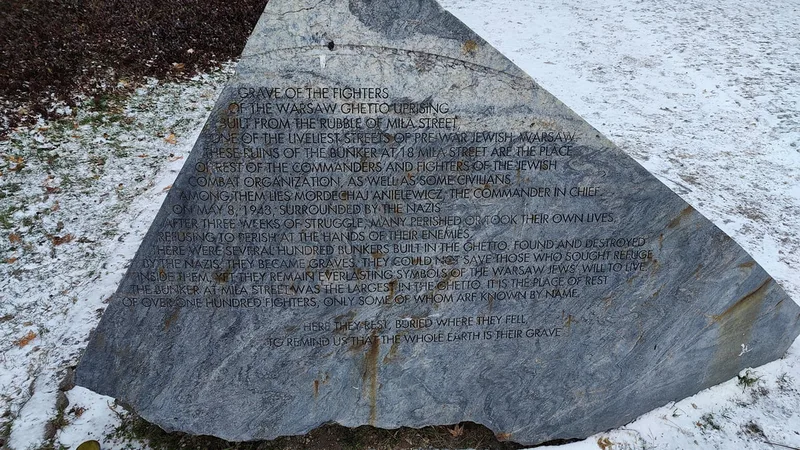 GRAVE OF THE FIGHTERS
OF THE WARSAW GHETTO UPRISING
BUILT FROM THE RUBBLE OF MIŁA STREET,
ONE OF THE LIVELIEST STREETS OF PRE-WAR JEWISH WARSAW
THESE RUINS OF THE BUNKER AT 18 MIŁA STREET ARE THE PLACE
OF REST OF THE COMMANDERS AND FIGHTERS OF THE JEWISH
COMBAT ORGANIZATION, AS WELL AS SOME CIVILIANS.
AMONG THEM LIES MORDECHAJ ANIELEWICZ, THE COMMANDER IN CHIEF.
ON MAY 8, 1943, SURROUNDED BY THE NAZIS
AFTER THREE WEEKS OF STRUGGLE, MANY PERISHED OR TOOK THEIR OWN LIVES,
REFUSING TO PERISH AT THE HANDS OF THEIR ENEMIES.
THERE WERE SEVERAL HUNDRED BUNKERS BUILT IN THE GHETTO. FOUND AND DESTROYED
BY THE NAZIS, THEY BECAME GRAVES. THEY COULD NOT SAVE THOSE WHO SOUGHT REFUGE
INSIDE THEM, YET THEY REMAIN EVERLASTING SYMBOLS OF THE WARSAW JEWS' WILL TO LIVE.
THE BUNKER AT MIŁA STREET WAS THE LARGEST IN THE GHETTO. IT IS THE PLACE OF REST
OF OVER ONE HUNDRED FIGHTERS, ONLY SOME OF WHOM ARE KNOWN BY NAME.
HERE THEY REST, BURIED WHERE THEY FELL,
TO REMIND US THAT THE WHOLE EARTH IS THEIR GRAVE.